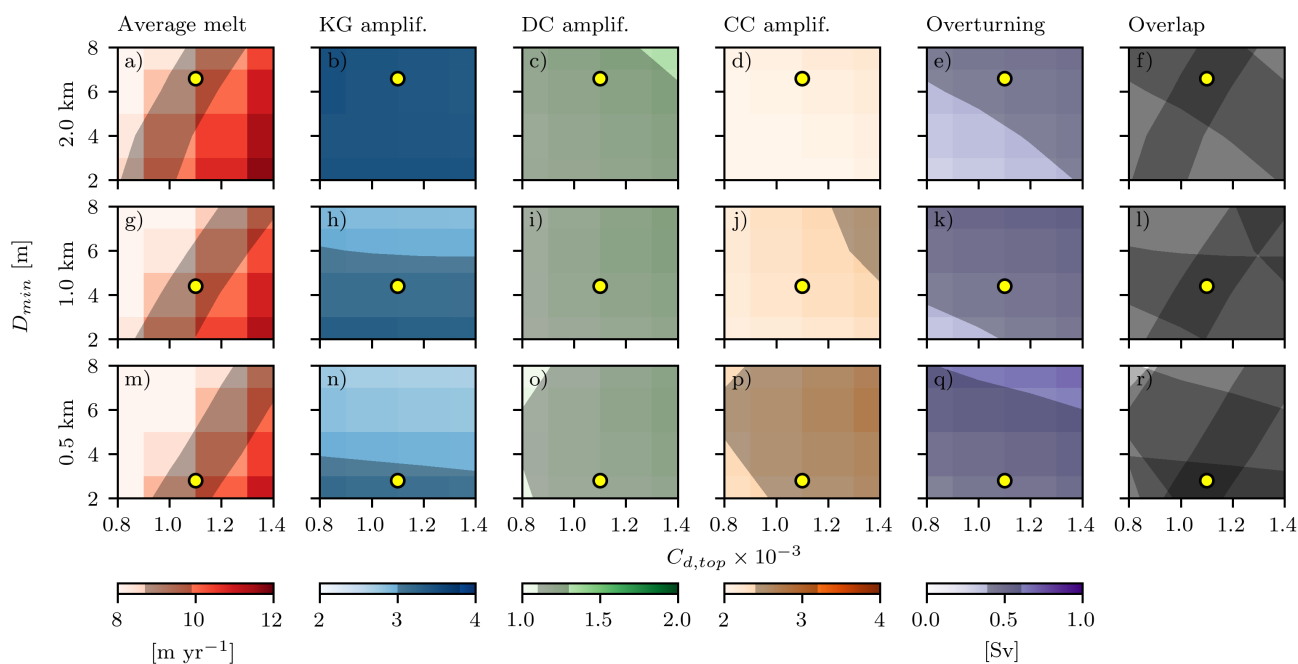 Average melt KG amplif. DC amplif. CC amplif. Overturning Overlap
a) b) c) d) e) f)
8
6
4
2
2.0 km
g) h) i) j) k) l)
8
6
4
2
1.0 km
D_min [m]
m) n) o) p) q) r)
8
6
4
2
0.5 km
0.8 1.0 1.2 1.4 0.8 1.0 1.2 1.4 0.8 1.0 1.2 1.4 0.8 1.0 1.2 1.4 0.8 1.0 1.2 1.4 0.8 1.0 1.2 1.4
C_{d,top} × 10^{-3}
8 10 12 2 3 4 1.0 1.5 2.0 2 3 4 0.0 0.5 1.0
[m yr^{-1}] [Sv]